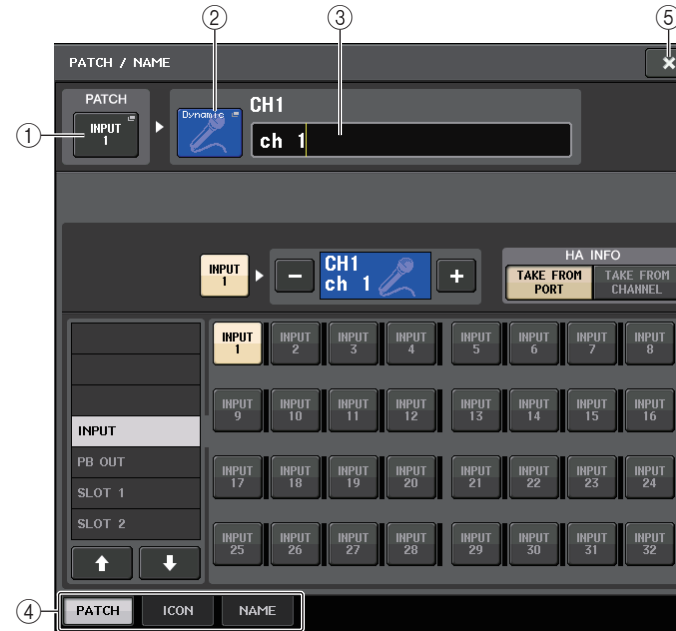 ② ③ ⑤
PATCH / NAME
PATCH
INPUT 1
①
Dynamic
CH1
ch 1
INPUT 1
−
CH1
ch 1
+
HA INFO
TAKE FROM PORT
TAKE FROM CHANNEL
INPUT
PB OUT
SLOT 1
SLOT 2
INPUT 1 INPUT 2 INPUT 3 INPUT 4 INPUT 5 INPUT 6 INPUT 7 INPUT 8
INPUT 9 INPUT 10 INPUT 11 INPUT 12 INPUT 13 INPUT 14 INPUT 15 INPUT 16
INPUT 17 INPUT 18 INPUT 19 INPUT 20 INPUT 21 INPUT 22 INPUT 23 INPUT 24
INPUT 25 INPUT 26 INPUT 27 INPUT 28 INPUT 29 INPUT 30 INPUT 31 INPUT 32
④
PATCH ICON NAME